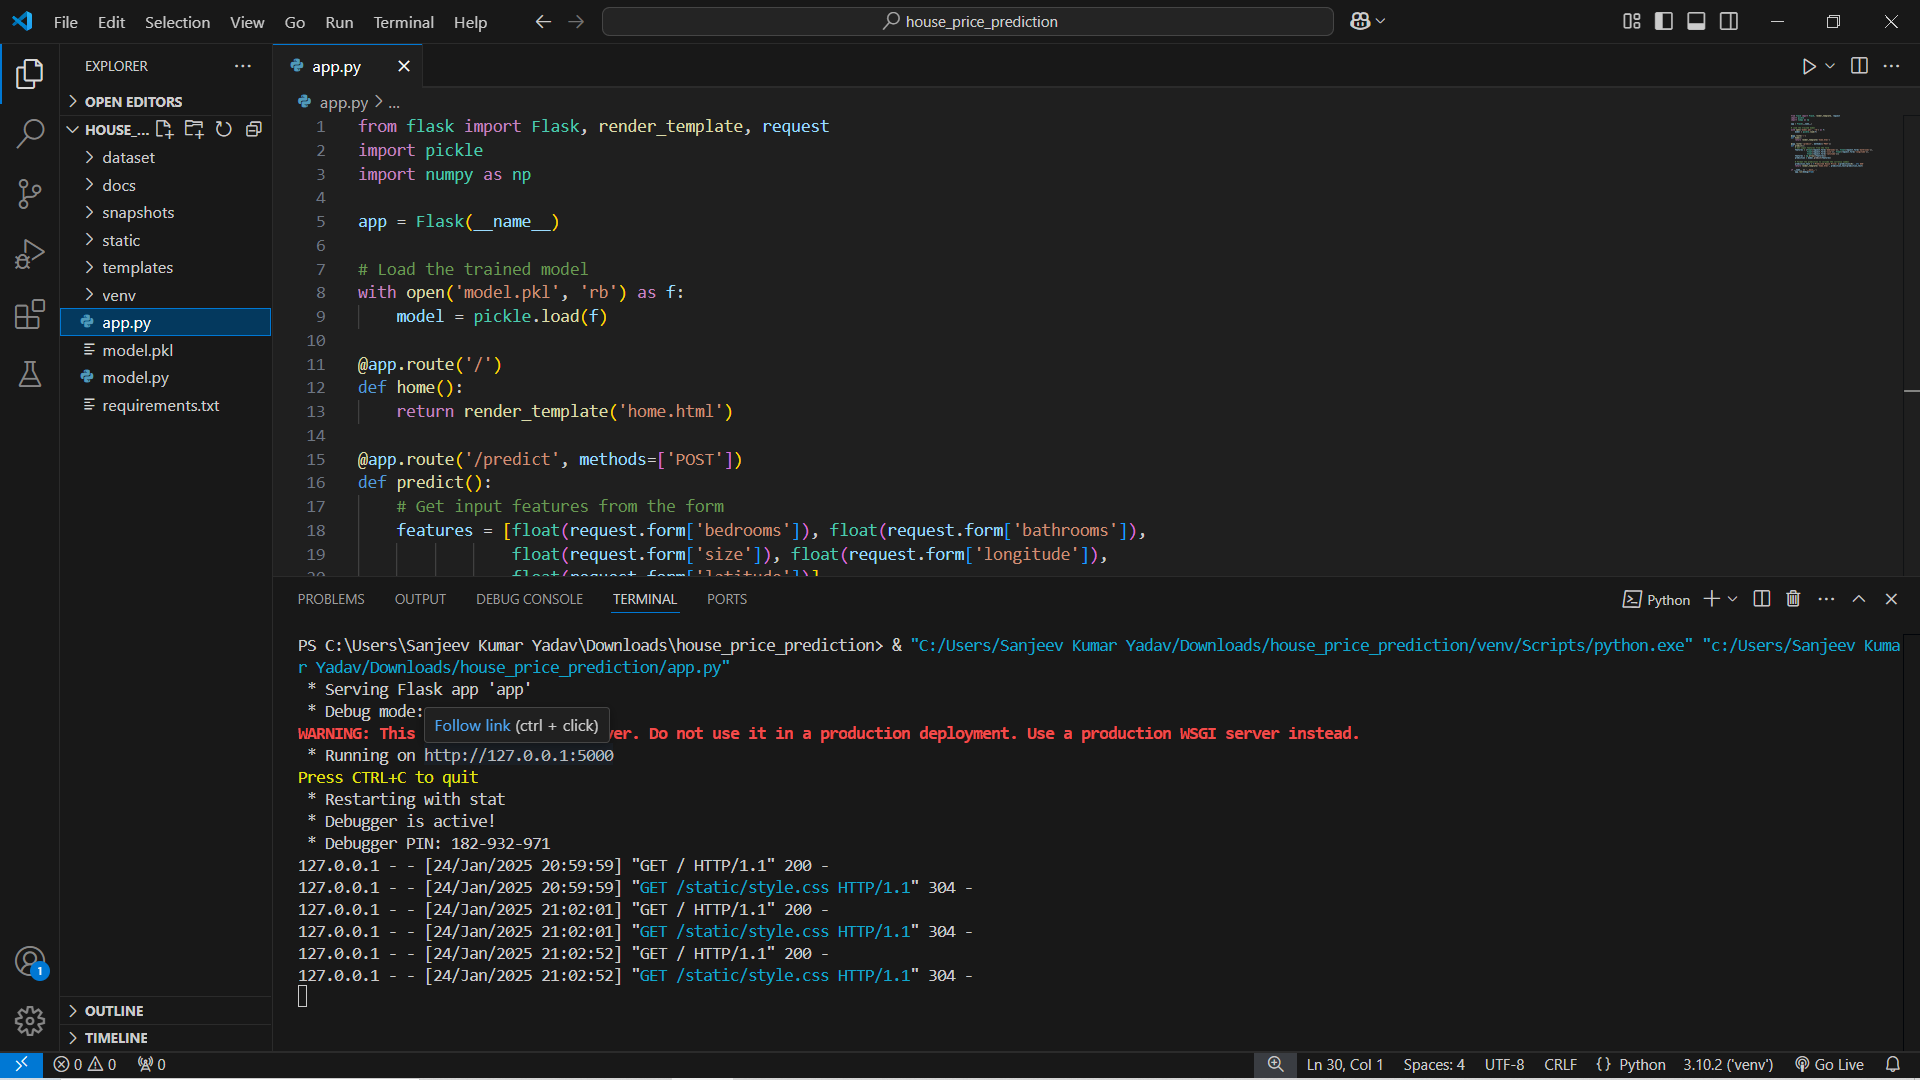 File Edit Selection View Go Run Terminal Help
house_price_prediction
EXPLORER
OPEN EDITORS
HOUSE_...
dataset
docs
snapshots
static
templates
venv
app.py
model.pkl
model.py
requirements.txt
OUTLINE
TIMELINE
1
app.py
app.py > ...
1 from flask import Flask, render_template, request
2 import pickle
3 import numpy as np
4
5 app = Flask(__name__)
6
7 # Load the trained model
8 with open('model.pkl', 'rb') as f:
9     model = pickle.load(f)
10
11 @app.route('/')
12 def home():
13     return render_template('home.html')
14
15 @app.route('/predict', methods=['POST'])
16 def predict():
17     # Get input features from the form
18     features = [float(request.form['bedrooms']), float(request.form['bathrooms']),
19                 float(request.form['size']), float(request.form['longitude']),
20                 float(request.form['latitude'])]
PROBLEMS OUTPUT DEBUG CONSOLE TERMINAL PORTS
Python
PS C:\Users\Sanjeev Kumar Yadav\Downloads\house_price_prediction> & "C:/Users/Sanjeev Kumar Yadav/Downloads/house_price_prediction/venv/Scripts/python.exe" "c:/Users/Sanjeev Kuma
r Yadav/Downloads/house_price_prediction/app.py"
 * Serving Flask app 'app'
 * Debug mode:
Follow link (ctrl + click)
WARNING: This ver. Do not use it in a production deployment. Use a production WSGI server instead.
 * Running on http://127.0.0.1:5000
Press CTRL+C to quit
 * Restarting with stat
 * Debugger is active!
 * Debugger PIN: 182-932-971
127.0.0.1 - - [24/Jan/2025 20:59:59] "GET / HTTP/1.1" 200 -
127.0.0.1 - - [24/Jan/2025 20:59:59] "GET /static/style.css HTTP/1.1" 304 -
127.0.0.1 - - [24/Jan/2025 21:02:01] "GET / HTTP/1.1" 200 -
127.0.0.1 - - [24/Jan/2025 21:02:01] "GET /static/style.css HTTP/1.1" 304 -
127.0.0.1 - - [24/Jan/2025 21:02:52] "GET / HTTP/1.1" 200 -
127.0.0.1 - - [24/Jan/2025 21:02:52] "GET /static/style.css HTTP/1.1" 304 -
0 0 0 Ln 30, Col 1 Spaces: 4 UTF-8 CRLF {} Python 3.10.2 ('venv') Go Live